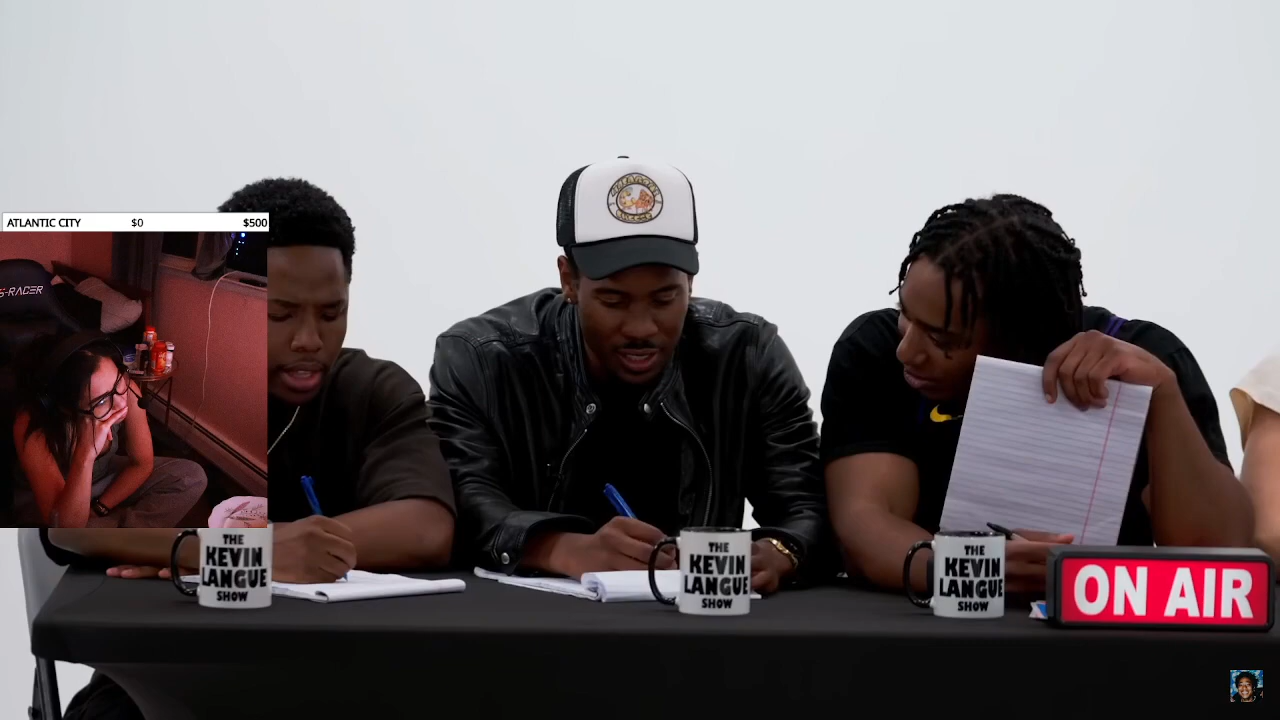 ATLANTIC CITY $0 $500
S-RACER
THE
KEVIN
LANGUE
SHOW
THE
KEVIN
LANGUE
SHOW
THE
KEVIN
LANGUE
SHOW
ON AIR